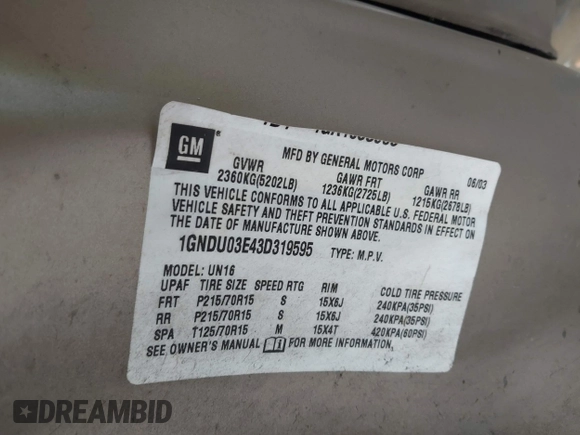 GM
MFD BY GENERAL MOTORS CORP 06/03
GVWR GAWR FRT GAWR RR
2360KG(5202LB) 1236KG(2725LB) 1215KG(2678LB)
THIS VEHICLE CONFORMS TO ALL APPLICABLE U.S. FEDERAL MOTOR
VEHICLE SAFETY AND THEFT PREVENTION STANDARDS IN EFFECT ON
THE DATE OF MANUFACTURE SHOWN ABOVE.
1GNDU03E43D319595 TYPE: M.P.V.
MODEL: UN16
UPAF TIRE SIZE SPEED RTG RIM COLD TIRE PRESSURE
FRT P215/70R15 S 15X6J 240KPA(35PSI)
RR P215/70R15 S 15X6J 240KPA(35PSI)
SPA T125/70R15 M 15X4T 420KPA(60PSI)
SEE OWNER'S MANUAL FOR MORE INFORMATION.
DREAMBID